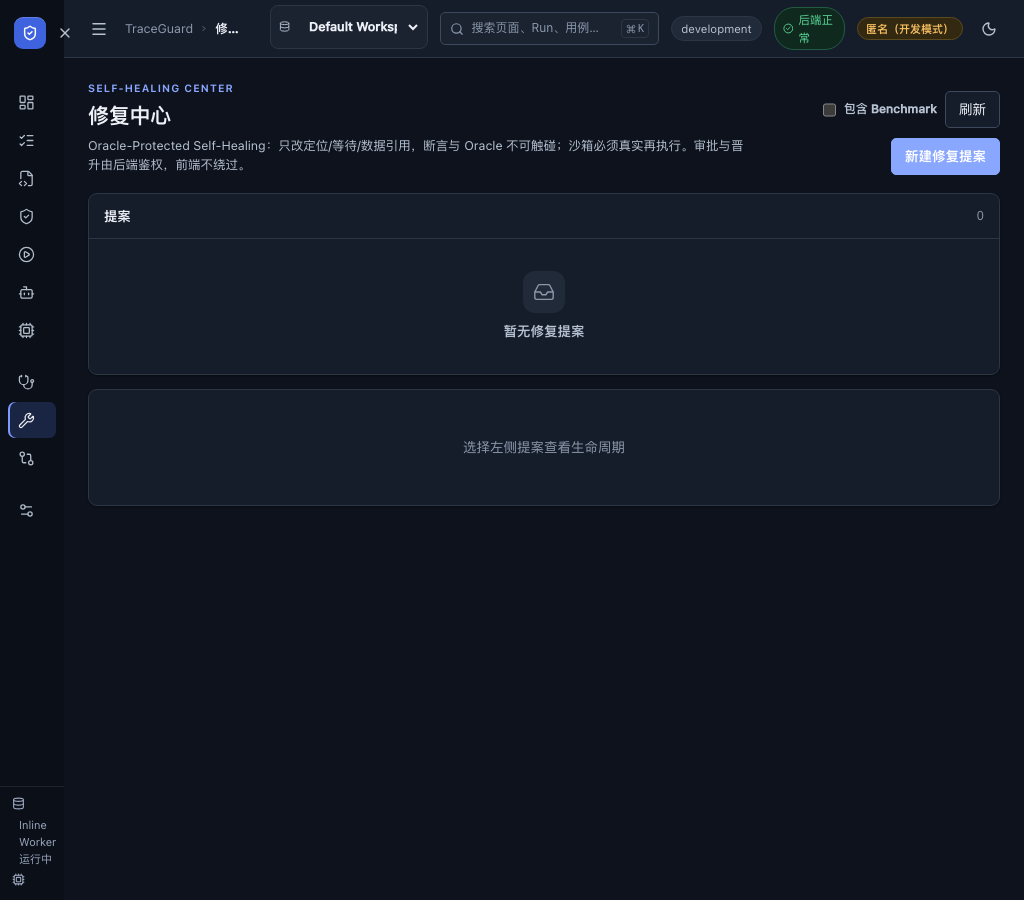 TraceGuard › 修...
Default Worksp
搜索页面、Run、用例...
⌘K
development
后端正
常
匿名（开发模式）
SELF-HEALING CENTER
修复中心
Oracle-Protected Self-Healing：只改定位/等待/数据引用，断言与 Oracle 不可触碰；沙箱必须真实再执行。审批与晋
升由后端鉴权，前端不绕过。
包含 Benchmark
刷新
新建修复提案
提案
0
暂无修复提案
选择左侧提案查看生命周期
Inline
Worker
运行中